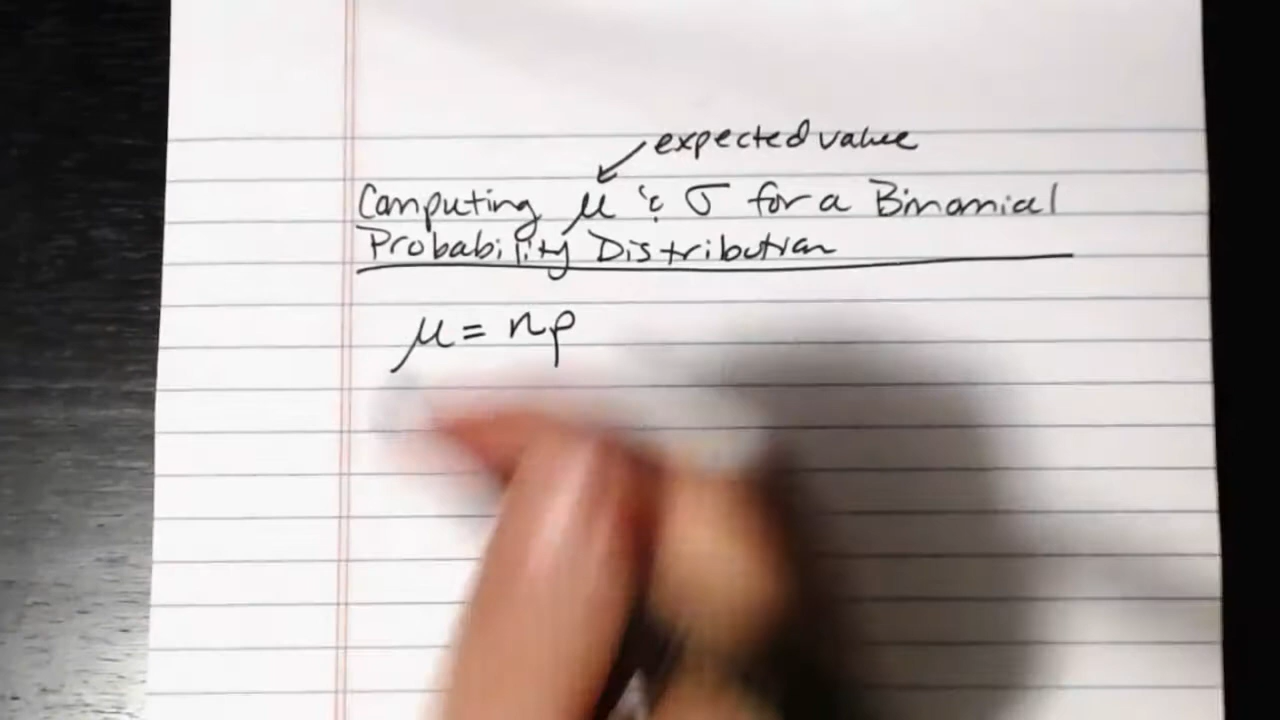 expected value
Computing μ & σ for a Binomial
Probability Distribution
μ = np